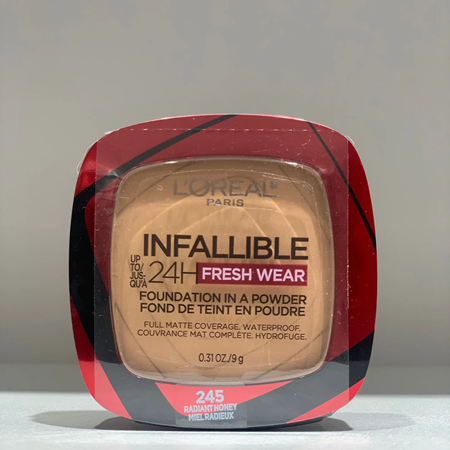 L'ORÉAL
PARIS
INFALLIBLE
UP TO/
JUS-
QU'À
24H FRESH WEAR
FOUNDATION IN A POWDER
FOND DE TEINT EN POUDRE
FULL MATTE COVERAGE. WATERPROOF.
COUVRANCE MAT COMPLÈTE. HYDROFUGE.
0.31 OZ./9 g
245
RADIANT HONEY
MIEL RADIEUX